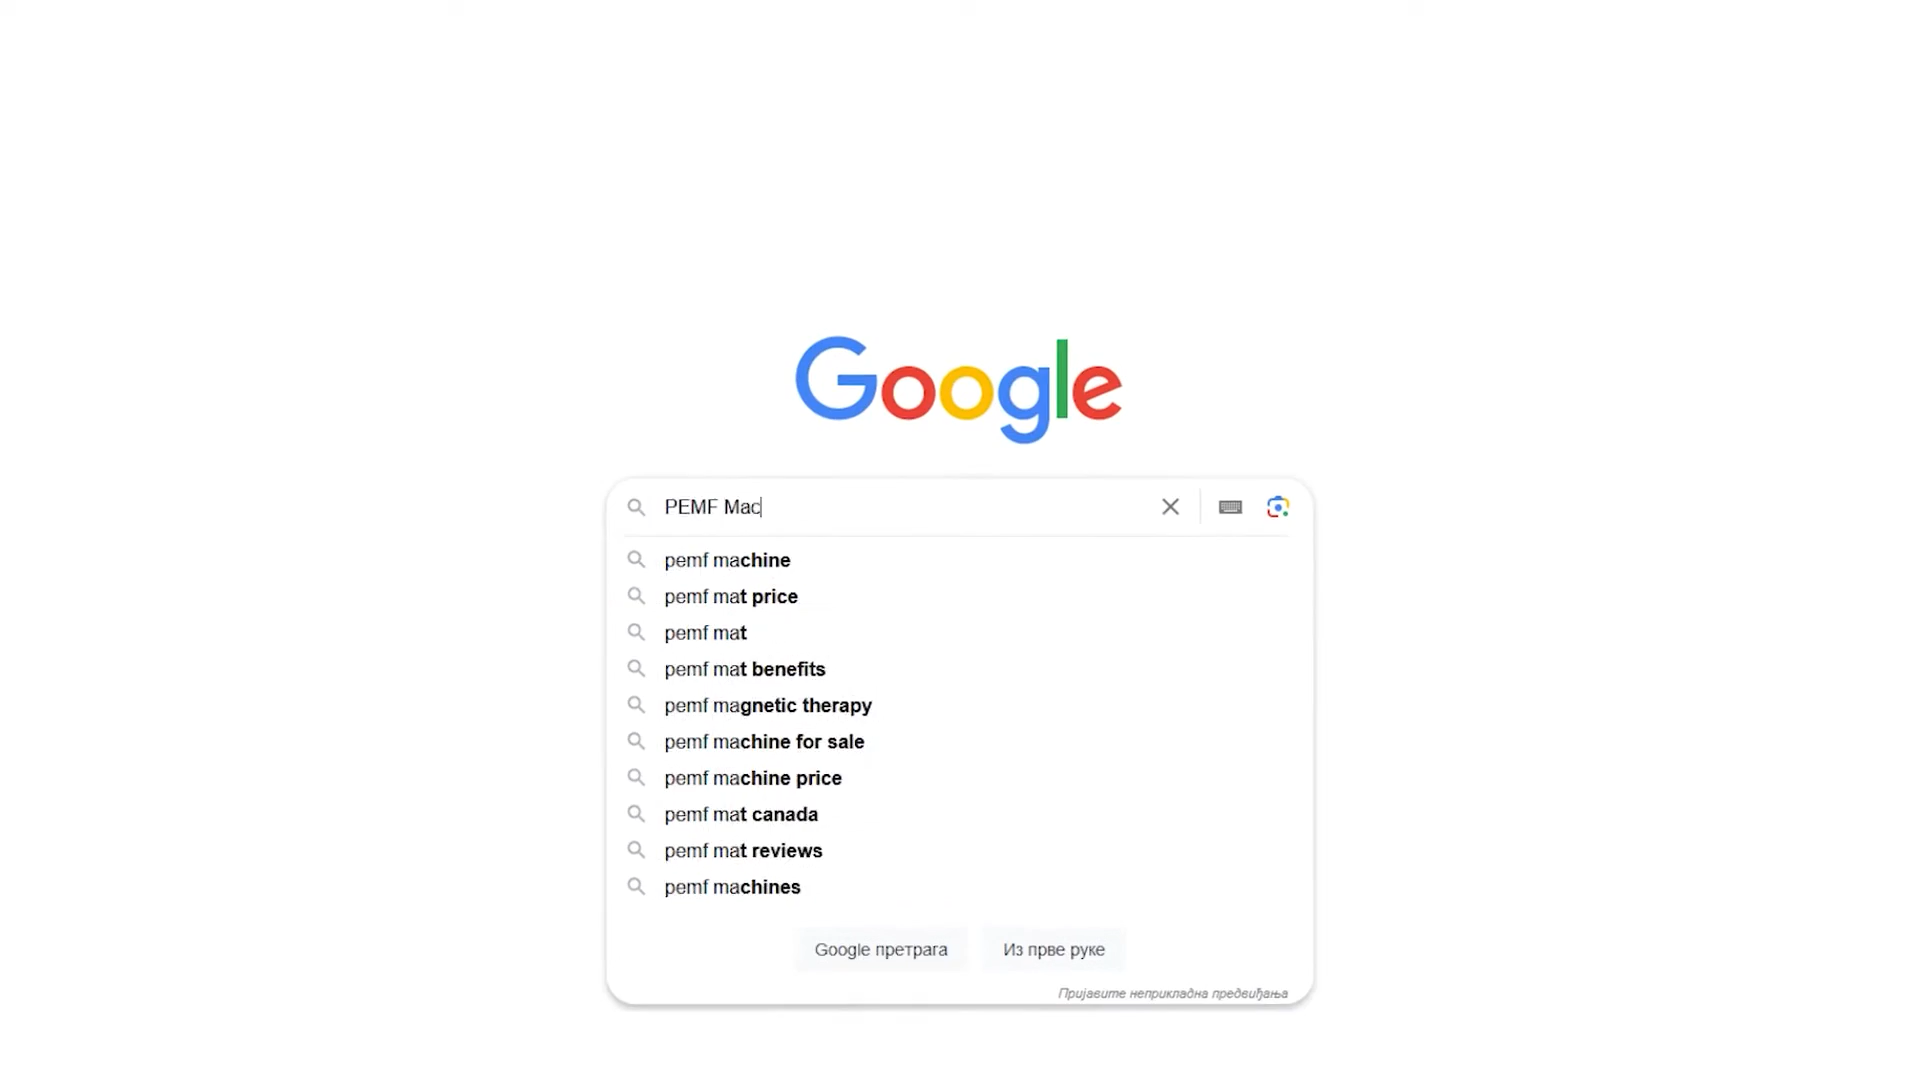 Google
PEMF Mac
pemf machine
pemf mat price
pemf mat
pemf mat benefits
pemf magnetic therapy
pemf machine for sale
pemf machine price
pemf mat canada
pemf mat reviews
pemf machines
Google претрага Из прве руке
Пријавите неприкладна предвиђања